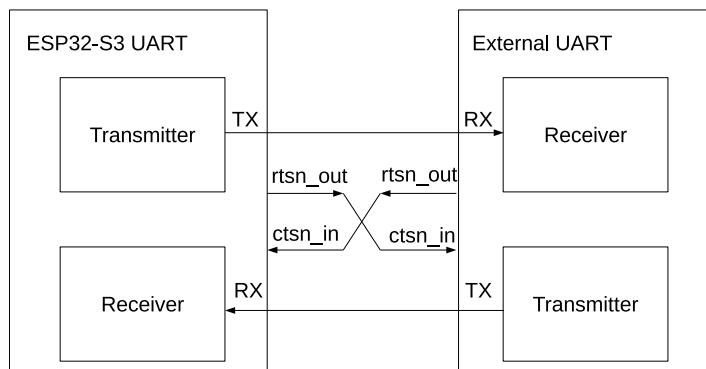 ESP32-S3 UART
External UART
Transmitter
TX
RX
Receiver
rtsn_out
rtsn_out
ctsn_in
ctsn_in
Receiver
RX
TX
Transmitter